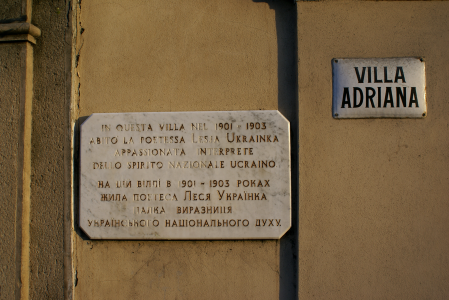 IN QUESTA VILLA NEL 1901 - 1903
ABITÒ LA POETESSA LESIA UKRAINKA
APPASSIONATA INTERPRETE
DELLO SPIRITO NAZIONALE UCRAINO
НА ЦІЙ ВІЛЛІ В 1901 - 1903 РОКАХ
ЖИЛА ПОЕТЕСА ЛЕСЯ УКРАЇНКА
ПАЛКА ВИРАЗНИЦЯ
УКРАЇНСЬКОГО НАЦІОНАЛЬНОГО ДУХУ.
VILLA
ADRIANA